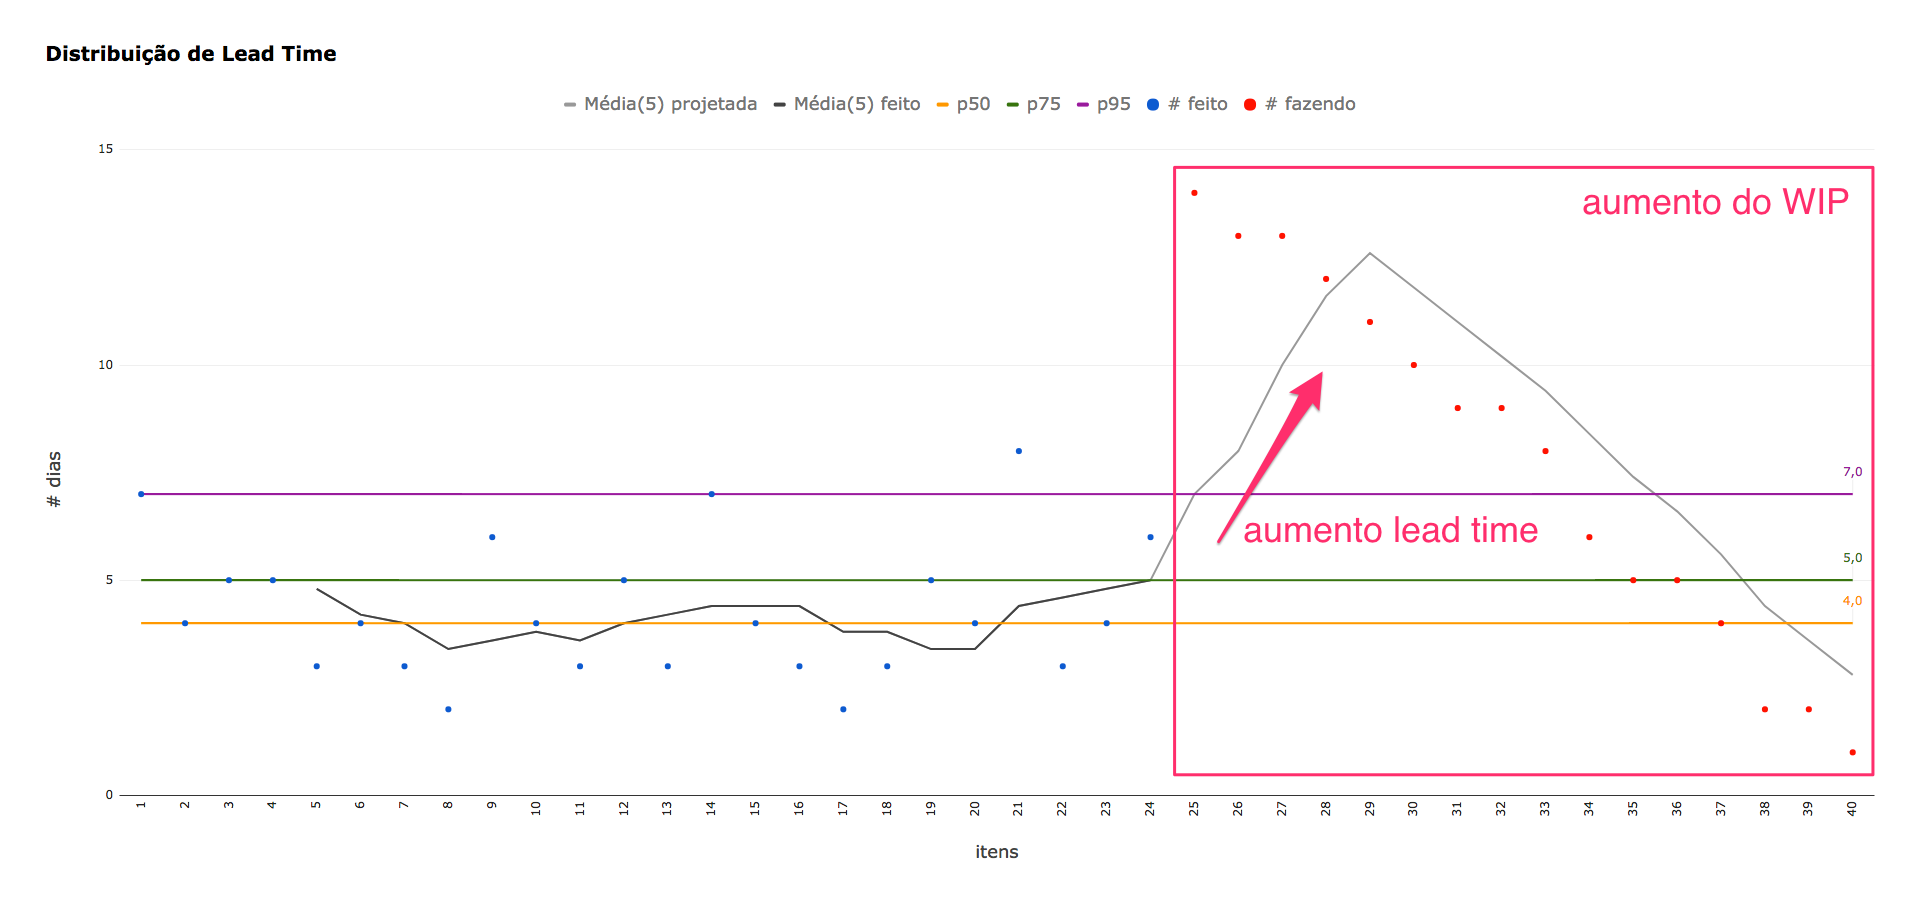 Distribuição de Lead Time
Média(5) projetada Média(5) feito p50 p75 p95 # feito # fazendo
15
aumento do WIP
10
# dias
7,0
aumento lead time
5,0
5
4,0
0
1 2 3 4 5 6 7 8 9 10 11 12 13 14 15 16 17 18 19 20 21 22 23 24 25 26 27 28 29 30 31 32 33 34 35 36 37 38 39 40
itens